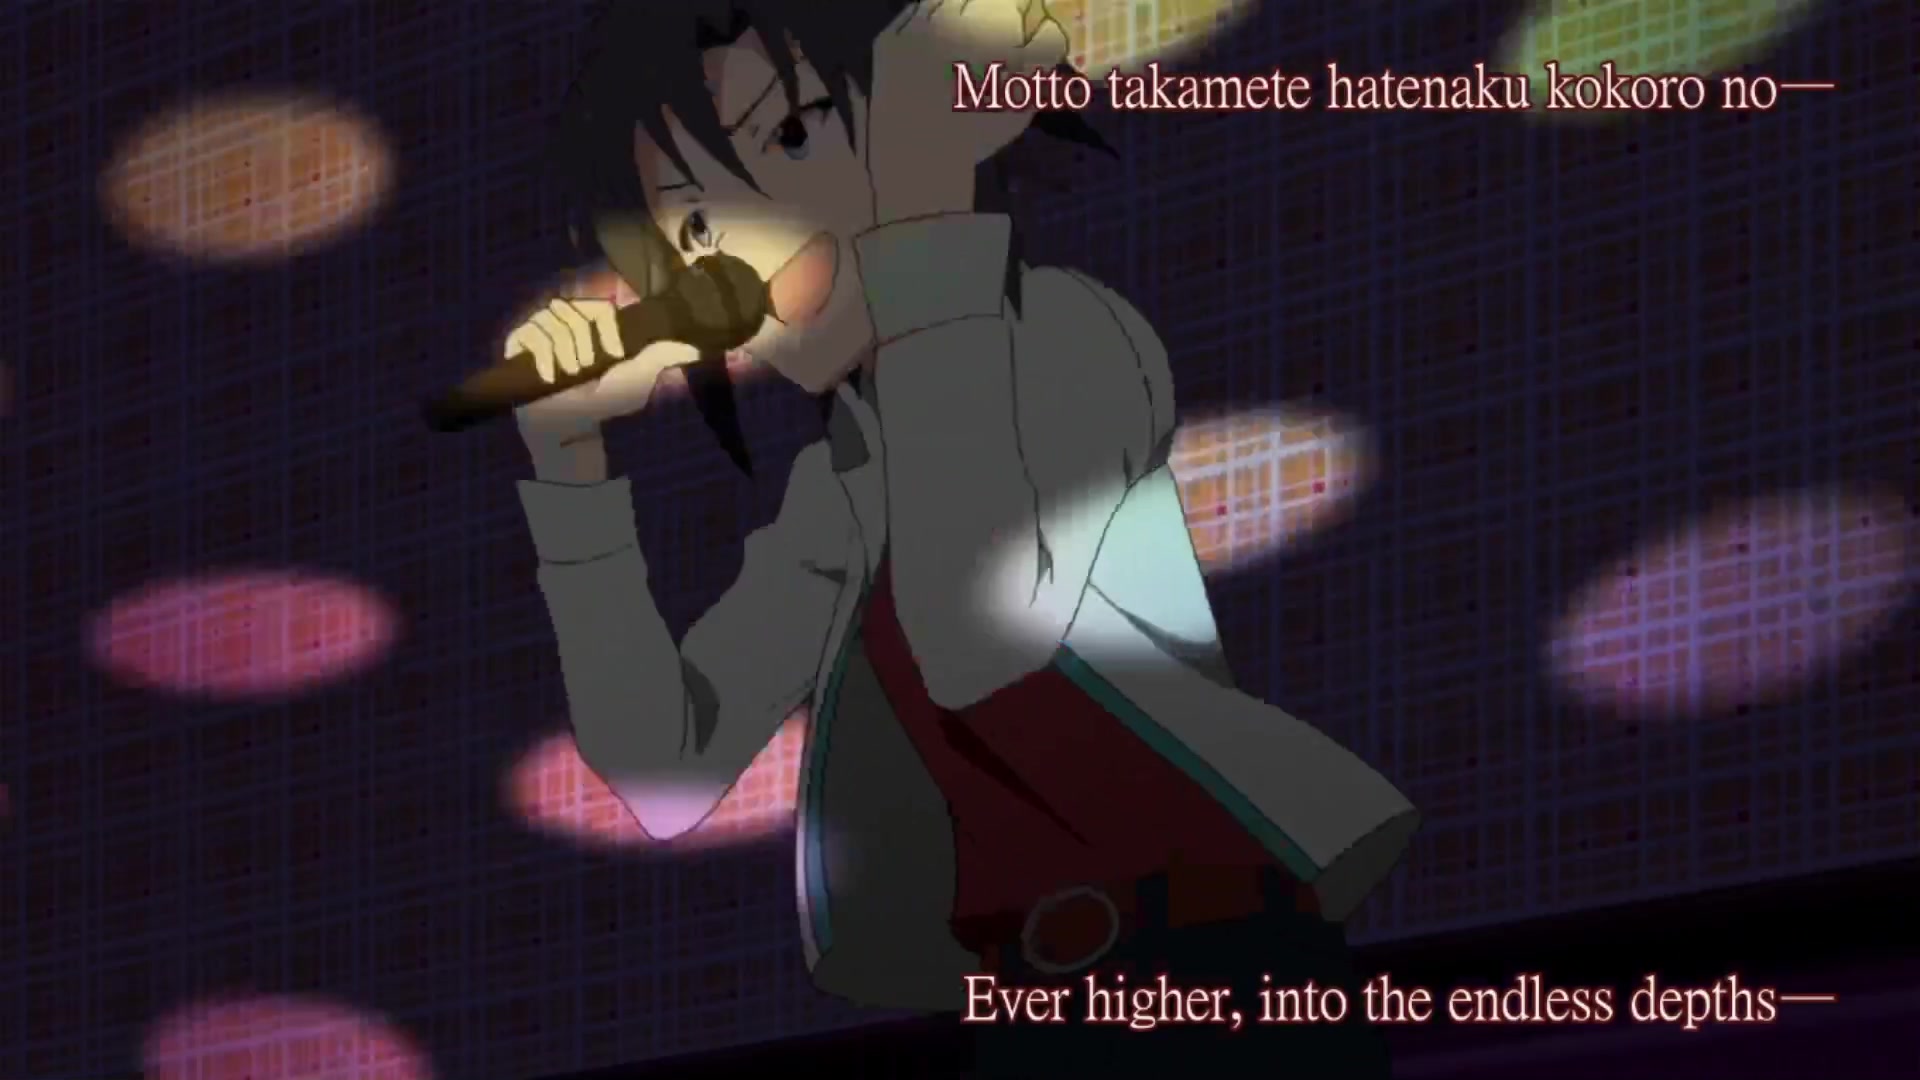 Motto takamete hatenaku kokoro no—
Ever higher, into the endless depths—